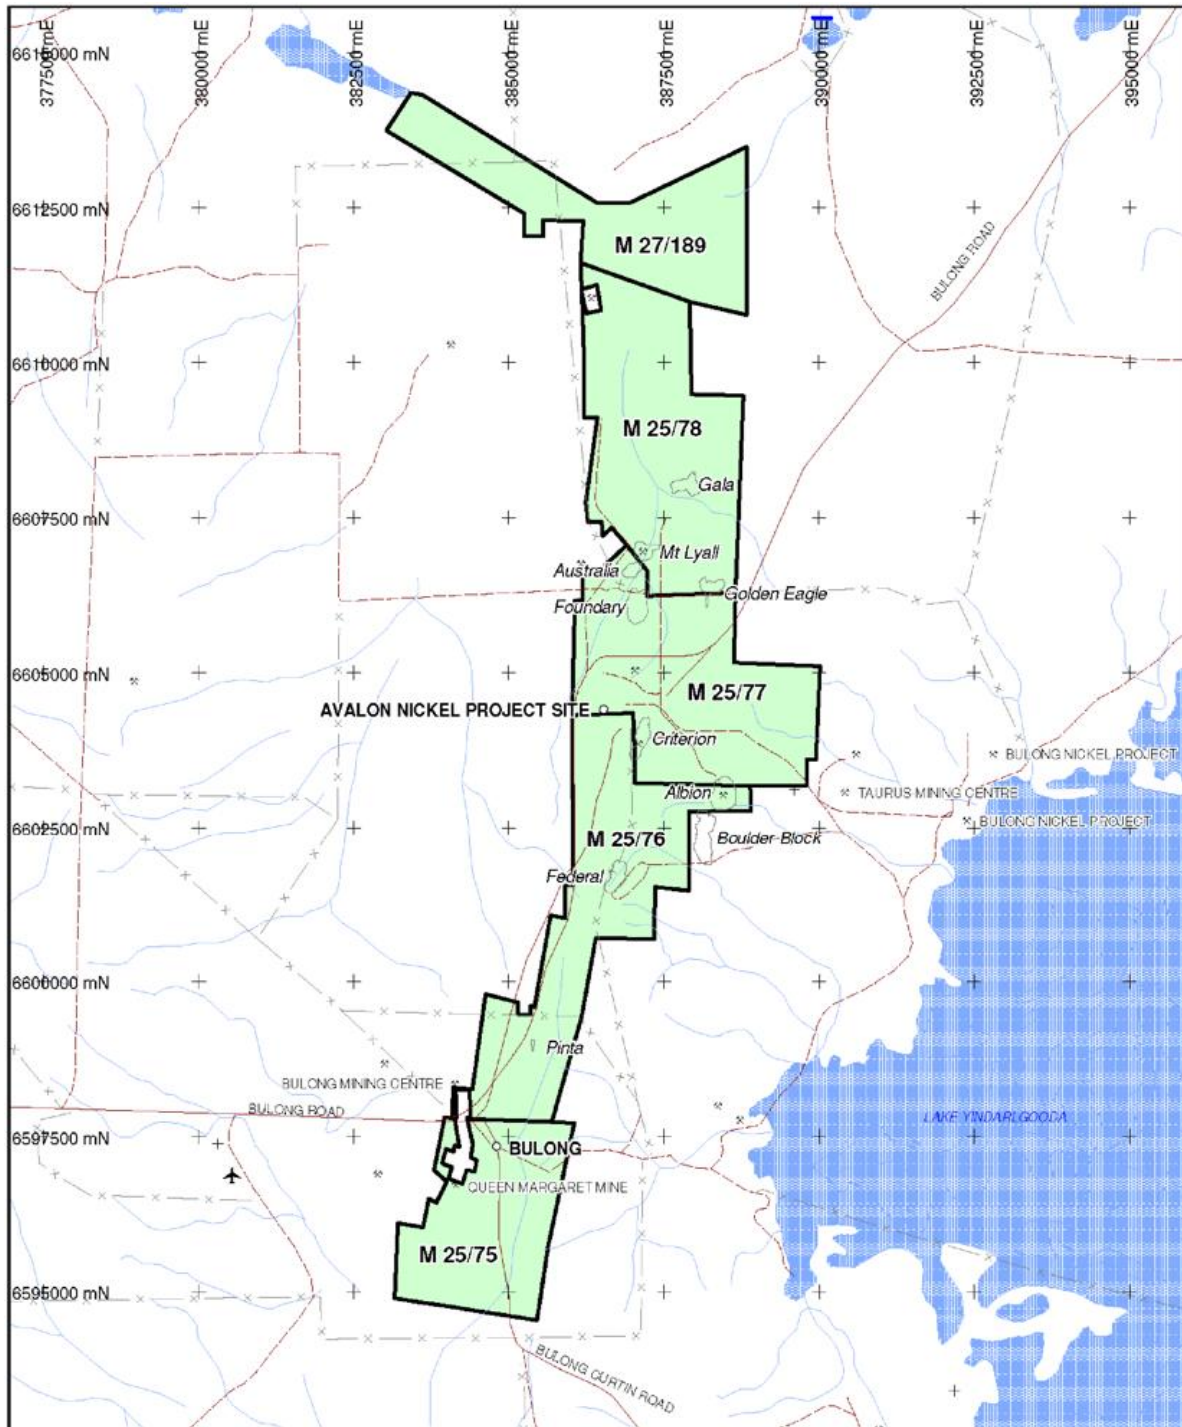 377500 mE
380000 mE
382500 mE
385000 mE
387500 mE
390000 mE
392500 mE
395000 mE
6615000 mN
6612500 mN
M 27/189
BULONG ROAD
6610000 mN
M 25/78
Gala
6607500 mN
Mt Lyall
Australia
Golden Eagle
Foundary
6605000 mN
M 25/77
AVALON NICKEL PROJECT SITE
Criterion
BULONG NICKEL PROJECT
Albion
TAURUS MINING CENTRE
BULONG NICKEL PROJECT
6602500 mN
M 25/76
Boulder-Block
Federal
6600000 mN
Pinta
BULONG MINING CENTRE
BULONG ROAD
LAKE YINDARLGOODA
6597500 mN
BULONG
QUEEN MARGARET MINE
M 25/75
6595000 mN
BULONG CURTIN ROAD